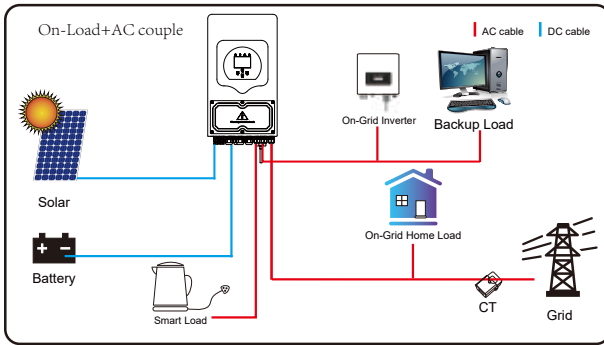 On-Load+AC couple
AC cable
DC cable
On-Grid Inverter
Backup Load
Solar
On-Grid Home Load
Battery
Smart Load
CT
Grid